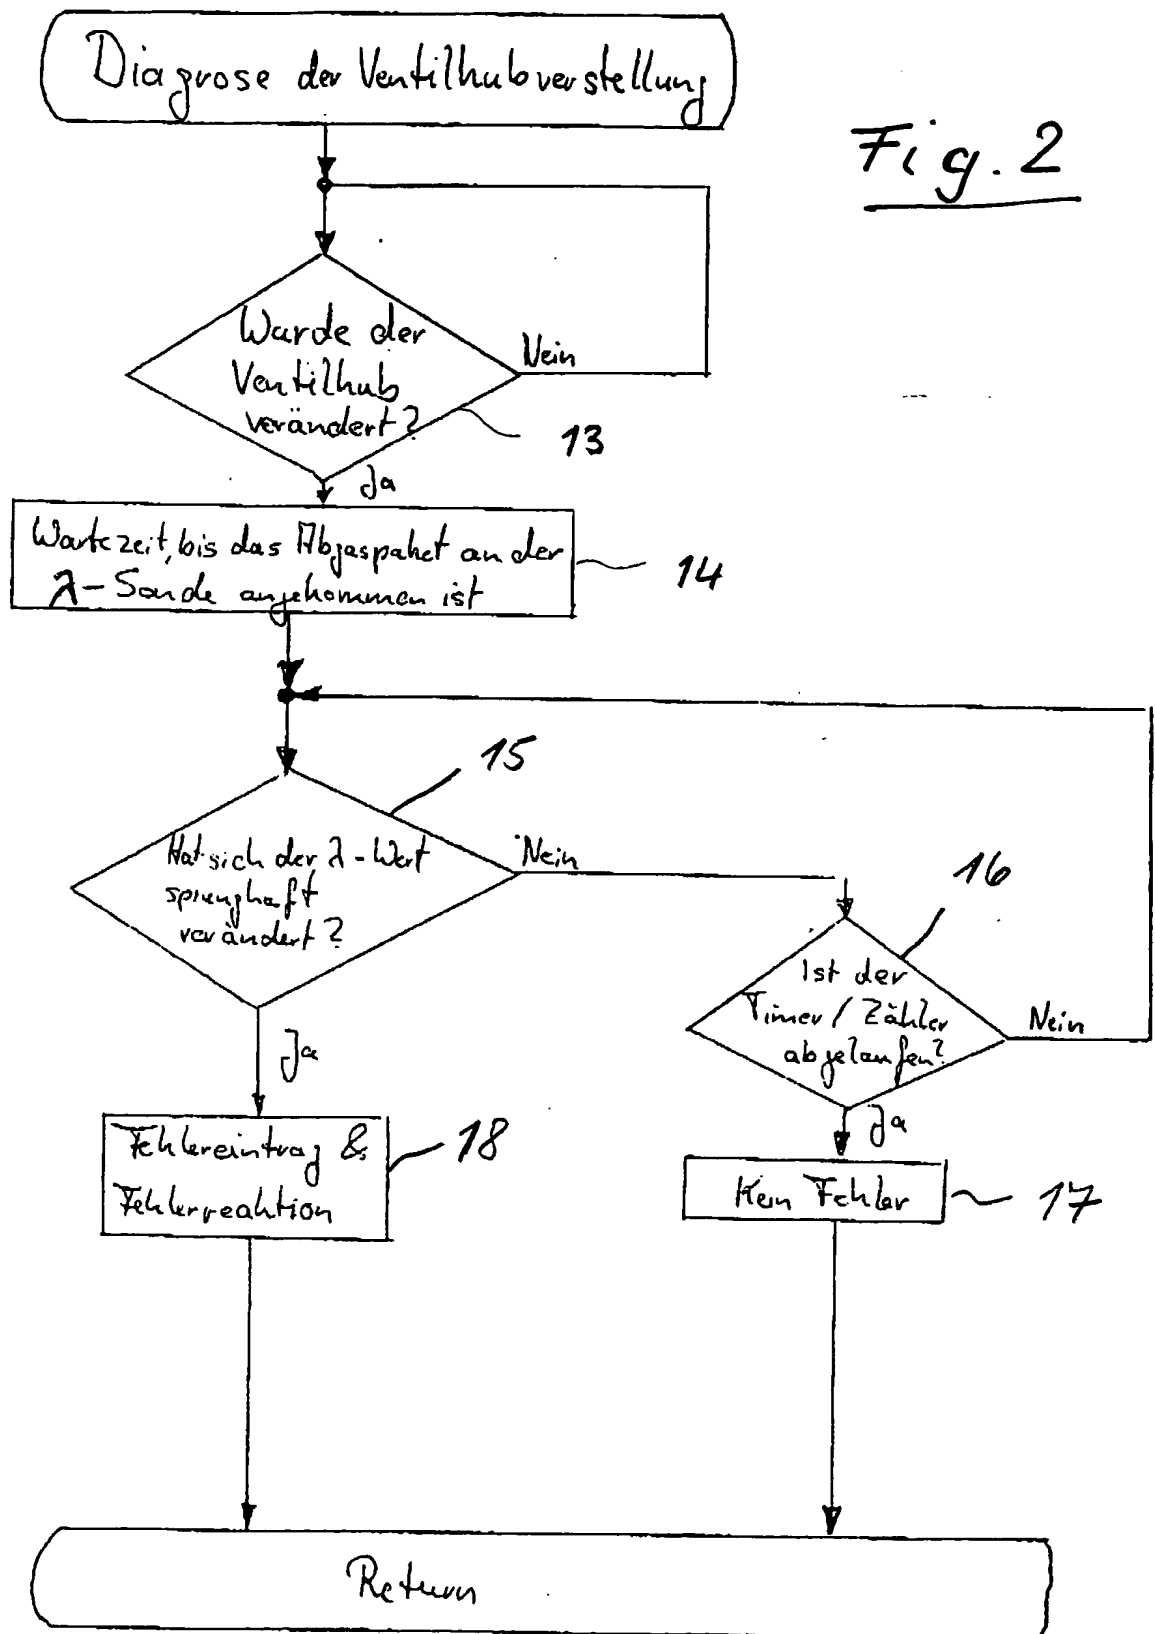 Diagnose der Ventilhubverstellung
Fig. 2
Wurde der
Ventilhub
verändert?
Nein
13
Ja
Wartezeit, bis das Abgaspaket an der
λ-Sonde angekommen ist
14
15
Hat sich der λ-Wert
sprunghaft
verändert?
Nein
16
Ist der
Timer / Zähler
abgelaufen?
Nein
Ja
Ja
Fehlereintrag &
Fehlerreaktion
18
Kein Fehler
17
Return